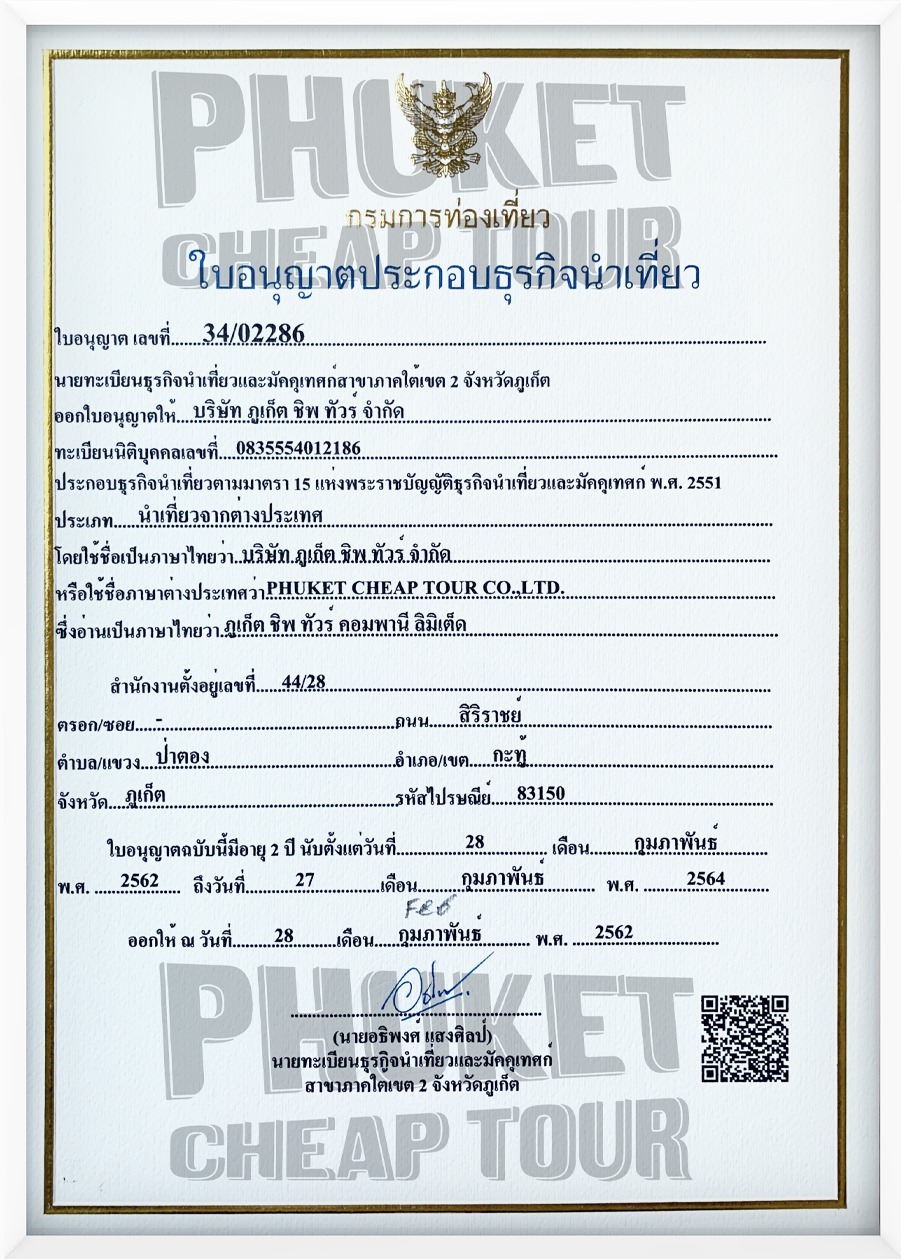 PHUKET
CHEAP TOUR
กรมการท่องเที่ยว
ใบอนุญาตประกอบธุรกิจนำเที่ยว
ใบอนุญาต เลขที่......34/02286
นายทะเบียนธุรกิจนำเที่ยวและมัคคุเทศก์สาขาภาคใต้เขต 2 จังหวัดภูเก็ต
ออกใบอนุญาตให้...บริษัท ภูเก็ต ชิพ ทัวร์ จำกัด
ทะเบียนนิติบุคคลเลขที่....0835554012186
ประกอบธุรกิจนำเที่ยวตามมาตรา 15 แห่งพระราชบัญญัติธุรกิจนำเที่ยวและมัคคุเทศก์ พ.ศ. 2551
ประเภท.....นำเที่ยวจากต่างประเทศ
โดยใช้ชื่อเป็นภาษาไทยว่า..บริษัท ภูเก็ต ชิพ ทัวร์ จำกัด
หรือใช้ชื่อภาษาต่างประเทศว่าPHUKET CHEAP TOUR CO.,LTD.
ซึ่งอ่านเป็นภาษาไทยว่า.ภูเก็ต ชิพ ทัวร์ คอมพานี ลิมิเต็ด
สำนักงานตั้งอยู่เลขที่.....44/28
ตรอก/ซอย....- ถนน......สิริราชย์
ตำบล/แขวง...ป่าตอง อำเภอ/เขต.....กะทู้
จังหวัด....ภูเก็ต รหัสไปรษณีย์.....83150
ใบอนุญาตฉบับนี้มีอายุ 2 ปี นับตั้งแต่วันที่.....28.....เดือน.....กุมภาพันธ์
พ.ศ. .....2562 ถึงวันที่.....27.....เดือน.....กุมภาพันธ์..... พ.ศ. .....2564
Feb
ออกให้ ณ วันที่.....28.....เดือน.....กุมภาพันธ์..... พ.ศ. .....2562
(นายอธิพงศ์ แสงศิลป์)
นายทะเบียนธุรกิจนำเที่ยวและมัคคุเทศก์
สาขาภาคใต้เขต 2 จังหวัดภูเก็ต
PHUKET
CHEAP TOUR